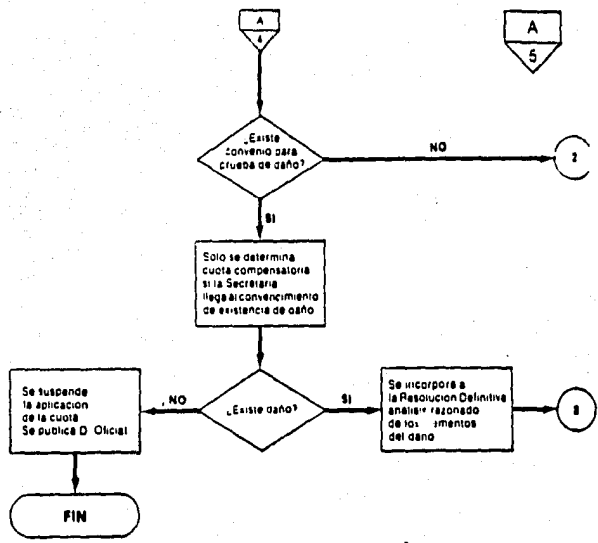 A
4
A
5
¿Existe
convenio para
prueba de daño?
NO
2
SI
Solo se determina
cuota compensatoria
si la Secretaria
llega al convencimiento
de existencia de daño
Se suspende
la aplicacion
de la cuota
Se publica D. Oficial
NO
¿Existe daño?
SI
Se incorpora a
la Resolucion Definitiva
analisis razonado
de los
del daño
8
FIN